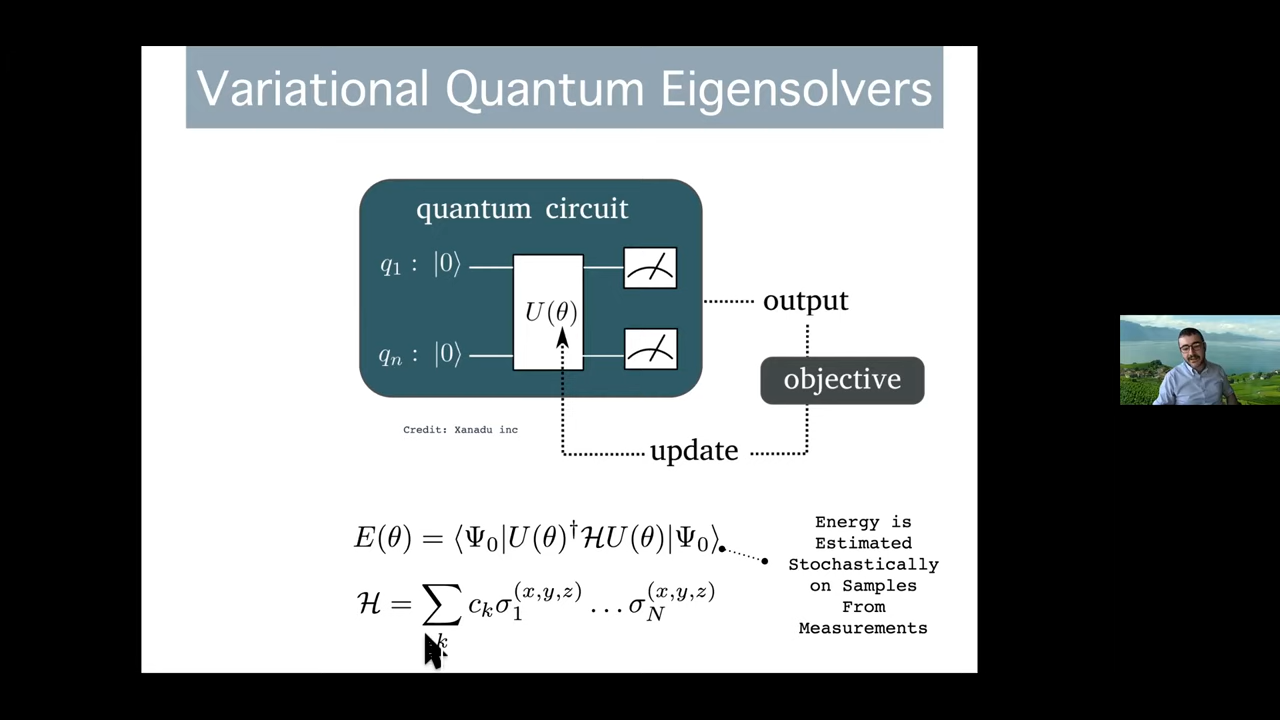 Variational Quantum Eigensolvers
quantum circuit
q₁ : |0⟩
U(θ)
qₙ : |0⟩
output
objective
update
Credit: Xanadu inc
E(θ) = ⟨Ψ₀|U(θ)†ℋU(θ)|Ψ₀⟩
ℋ = ∑ₖ cₖσ₁^(x,y,z) … σ_N^(x,y,z)
Energy is
Estimated
Stochastically
on Samples
From
Measurements